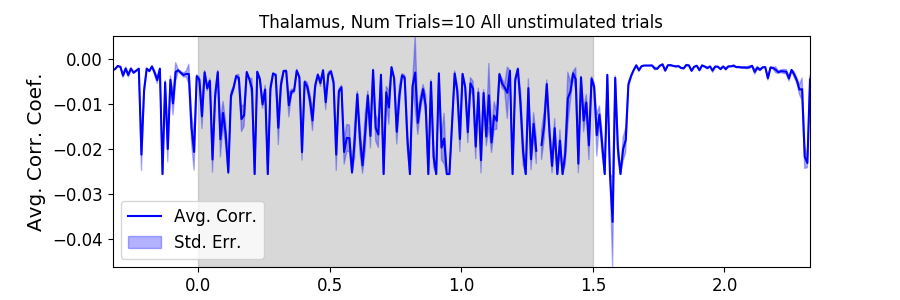 Thalamus, Num Trials=10 All unstimulated trials
Avg. Corr. Coef.
0.00
−0.01
−0.02
−0.03
−0.04
Avg. Corr.
Std. Err.
0.0 0.5 1.0 1.5 2.0